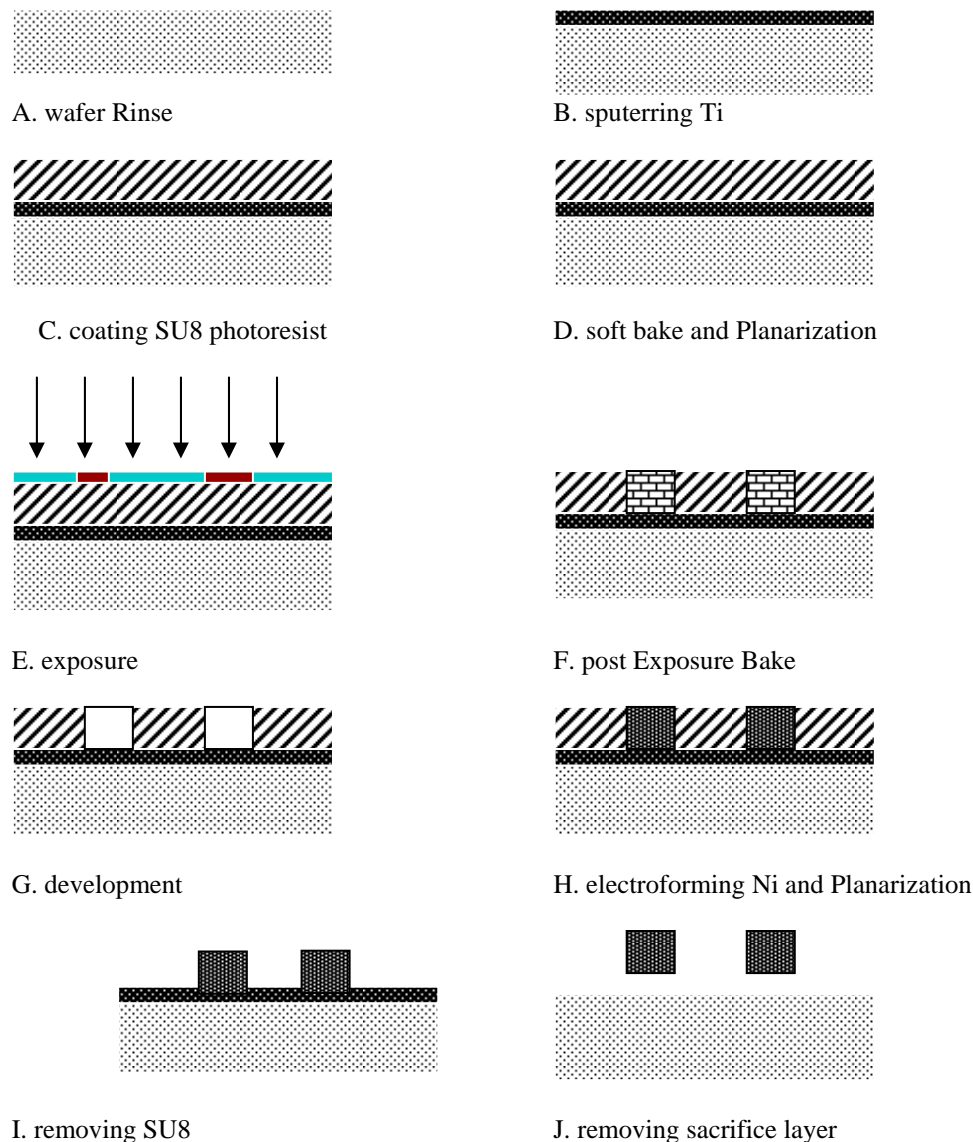 A. wafer Rinse
B. sputerring Ti
C. coating SU8 photoresist
D. soft bake and Planarization
E. exposure
F. post Exposure Bake
G. development
H. electroforming Ni and Planarization
I. removing SU8
J. removing sacrifice layer